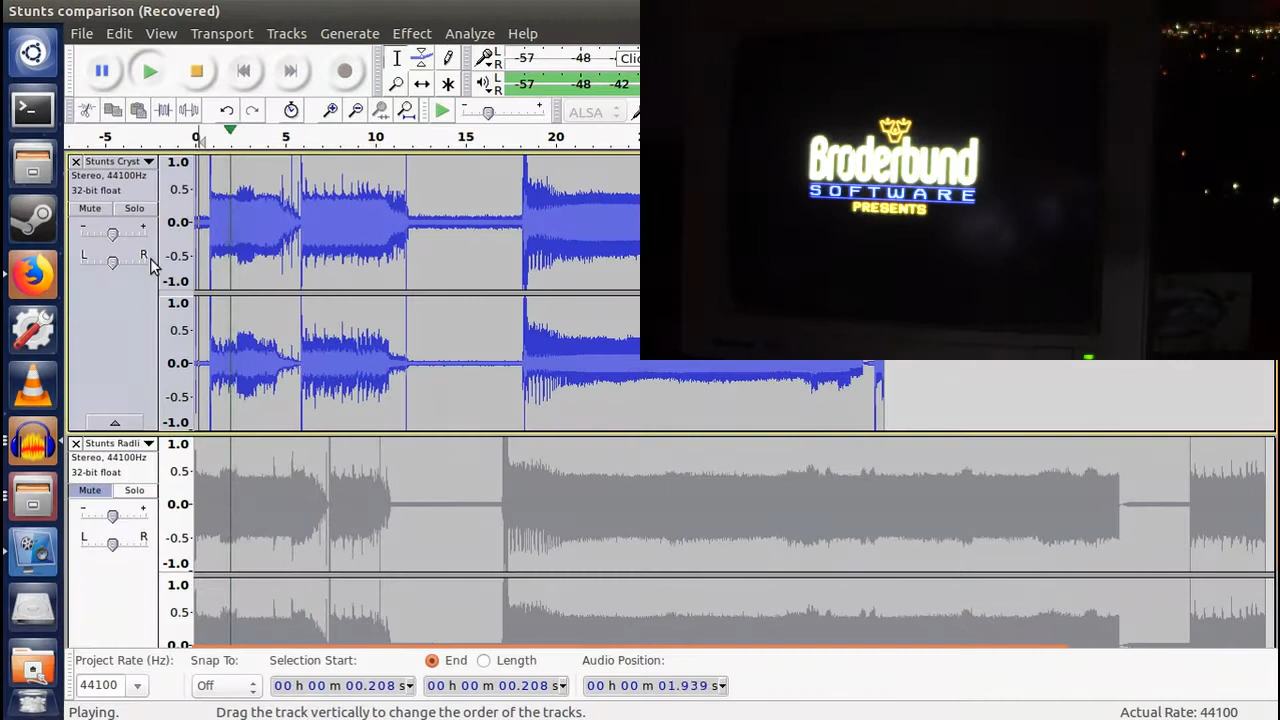 Stunts comparison (Recovered)
File Edit View Transport Tracks Generate Effect Analyze Help
L R -57 -48 Clic
L R -57 -48 -42
ALSA
-5 0 5 10 15 20
Stunts Cryst
Stereo, 44100Hz
32-bit float
Mute Solo
- +
L R
1.0
0.5
0.0
-0.5
-1.0
1.0
0.5
0.0
-0.5
-1.0
Stunts Radli
Stereo, 44100Hz
32-bit float
Mute Solo
- +
L R
1.0
0.5
0.0
-0.5
-1.0
1.0
0.5
0.0
Brøderbund
SOFTWARE
PRESENTS
Project Rate (Hz): Snap To: Selection Start: End Length Audio Position:
44100 Off 00 h 00 m 00.208 s 00 h 00 m 00.208 s 00 h 00 m 01.939 s
Playing. Drag the track vertically to change the order of the tracks. Actual Rate: 44100